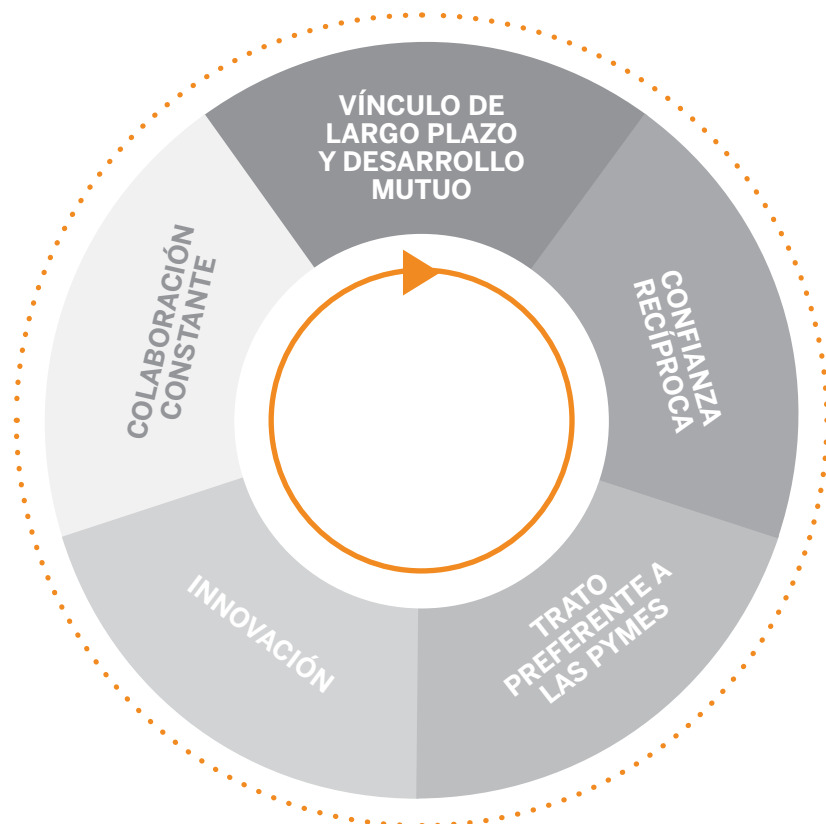 VÍNCULO DE
LARGO PLAZO
Y DESARROLLO
MUTUO
CONFIANZA
RECÍPROCA
TRATO
PREFERENTE A
LAS PYMES
INNOVACIÓN
COLABORACIÓN
CONSTANTE